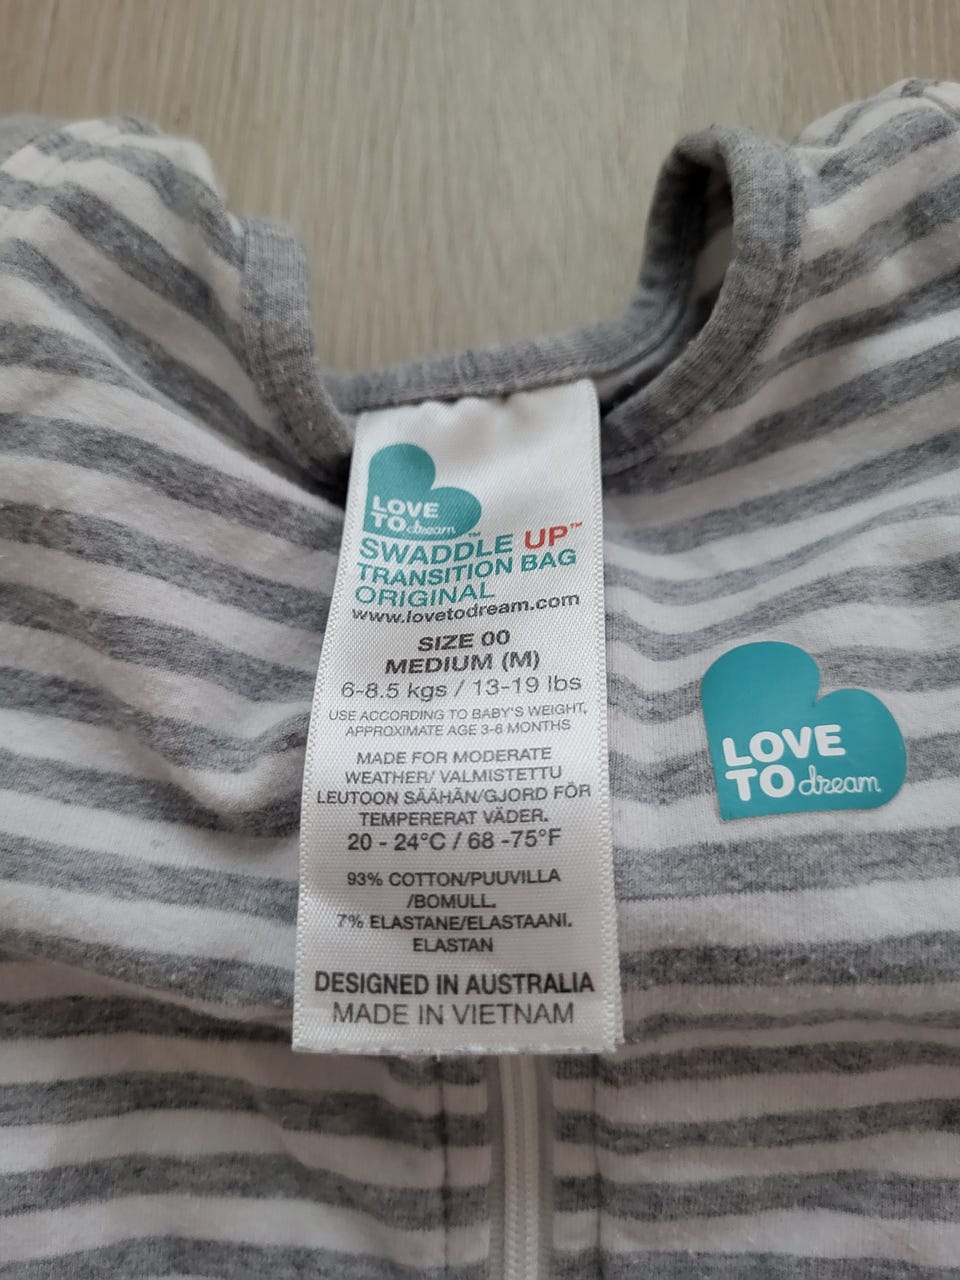 LOVE
TO dream™
SWADDLE UP™
TRANSITION BAG
ORIGINAL
www.lovetodream.com
SIZE 00
MEDIUM (M)
6-8.5 kgs / 13-19 lbs
USE ACCORDING TO BABY'S WEIGHT,
APPROXIMATE AGE 3-6 MONTHS
MADE FOR MODERATE
WEATHER/ VALMISTETTU
LEUTOON SÄÄHÄN/GJORD FÖR
TEMPERERAT VÄDER.
20 - 24°C / 68 -75°F
93% COTTON/PUUVILLA
/BOMULL.
7% ELASTANE/ELASTAANI.
ELASTAN
DESIGNED IN AUSTRALIA
MADE IN VIETNAM
LOVE
TO dream